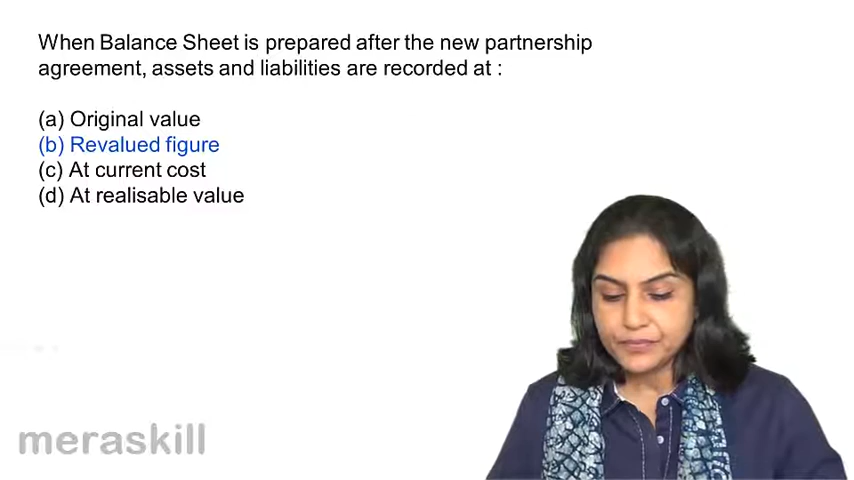 When Balance Sheet is prepared after the new partnership
agreement, assets and liabilities are recorded at :
(a) Original value
(b) Revalued figure
(c) At current cost
(d) At realisable value
meraskill